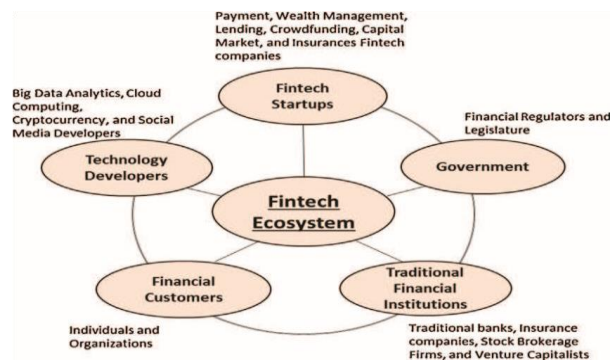 Payment, Wealth Management,
Lending, Crowdfunding, Capital
Market, and Insurances Fintech
companies
Fintech
Startups
Big Data Analytics, Cloud
Computing,
Cryptocurrency, and Social
Media Developers
Technology
Developers
Financial Regulators and
Legislature
Government
Fintech
Ecosystem
Financial
Customers
Individuals and
Organizations
Traditional
Financial
Institutions
Traditional banks, Insurance
companies, Stock Brokerage
Firms, and Venture Capitalists